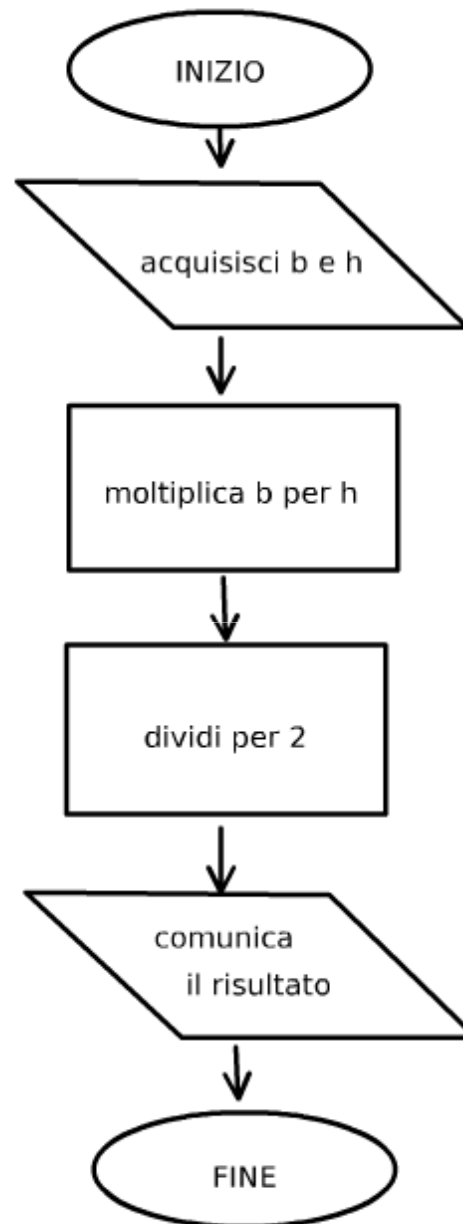 INIZIO
acquisisci b e h
moltiplica b per h
dividi per 2
comunica
il risultato
FINE